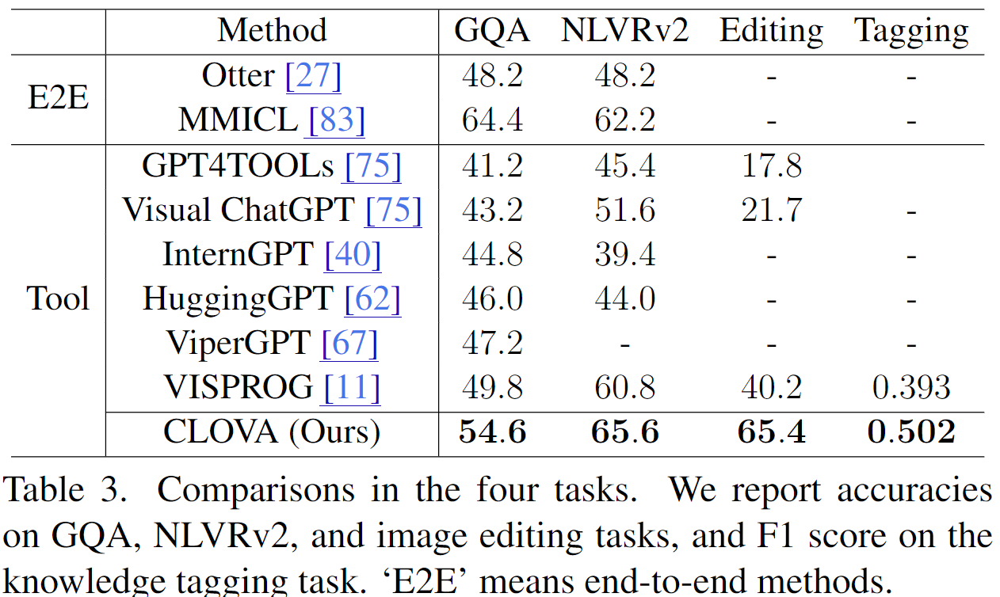 Method GQA NLVRv2 Editing Tagging
E2E
Otter [27] 48.2 48.2 - -
MMICL [83] 64.4 62.2 - -
Tool
GPT4TOOLs [75] 41.2 45.4 17.8
Visual ChatGPT [75] 43.2 51.6 21.7 -
InternGPT [40] 44.8 39.4 - -
HuggingGPT [62] 46.0 44.0 - -
ViperGPT [67] 47.2 - - -
VISPROG [11] 49.8 60.8 40.2 0.393
CLOVA (Ours) 54.6 65.6 65.4 0.502
Table 3. Comparisons in the four tasks. We report accuracies
on GQA, NLVRv2, and image editing tasks, and F1 score on the
knowledge tagging task. ‘E2E’ means end-to-end methods.